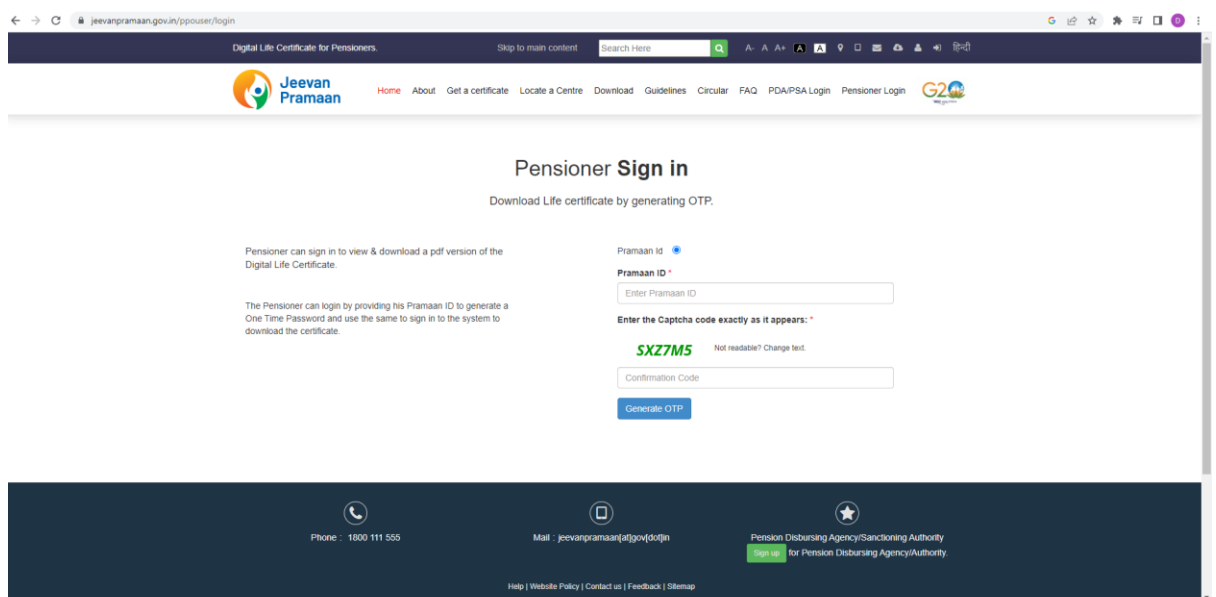 jeevanpramaan.gov.in/ppouser/login
Digital Life Certificate for Pensioners. Skip to main content Search Here A- A A+ A A हिन्दी
Jeevan
Pramaan
Home About Get a certificate Locate a Centre Download Guidelines Circular FAQ PDA/PSA Login Pensioner Login G20
Pensioner Sign in
Download Life certificate by generating OTP.
Pensioner can sign in to view & download a pdf version of the
Digital Life Certificate.
The Pensioner can login by providing his Pramaan ID to generate a
One Time Password and use the same to sign in to the system to
download the certificate.
Pramaan Id
Pramaan ID *
Enter Pramaan ID
Enter the Captcha code exactly as it appears: *
SXZ7M5 Not readable? Change text.
Confirmation Code
Generate OTP
Phone : 1800 111 555
Mail : jeevanpramaan[at]gov[dot]in
Pension Disbursing Agency/Sanctioning Authority
Sign up for Pension Disbursing Agency/Authority.
Help | Website Policy | Contact us | Feedback | Sitemap